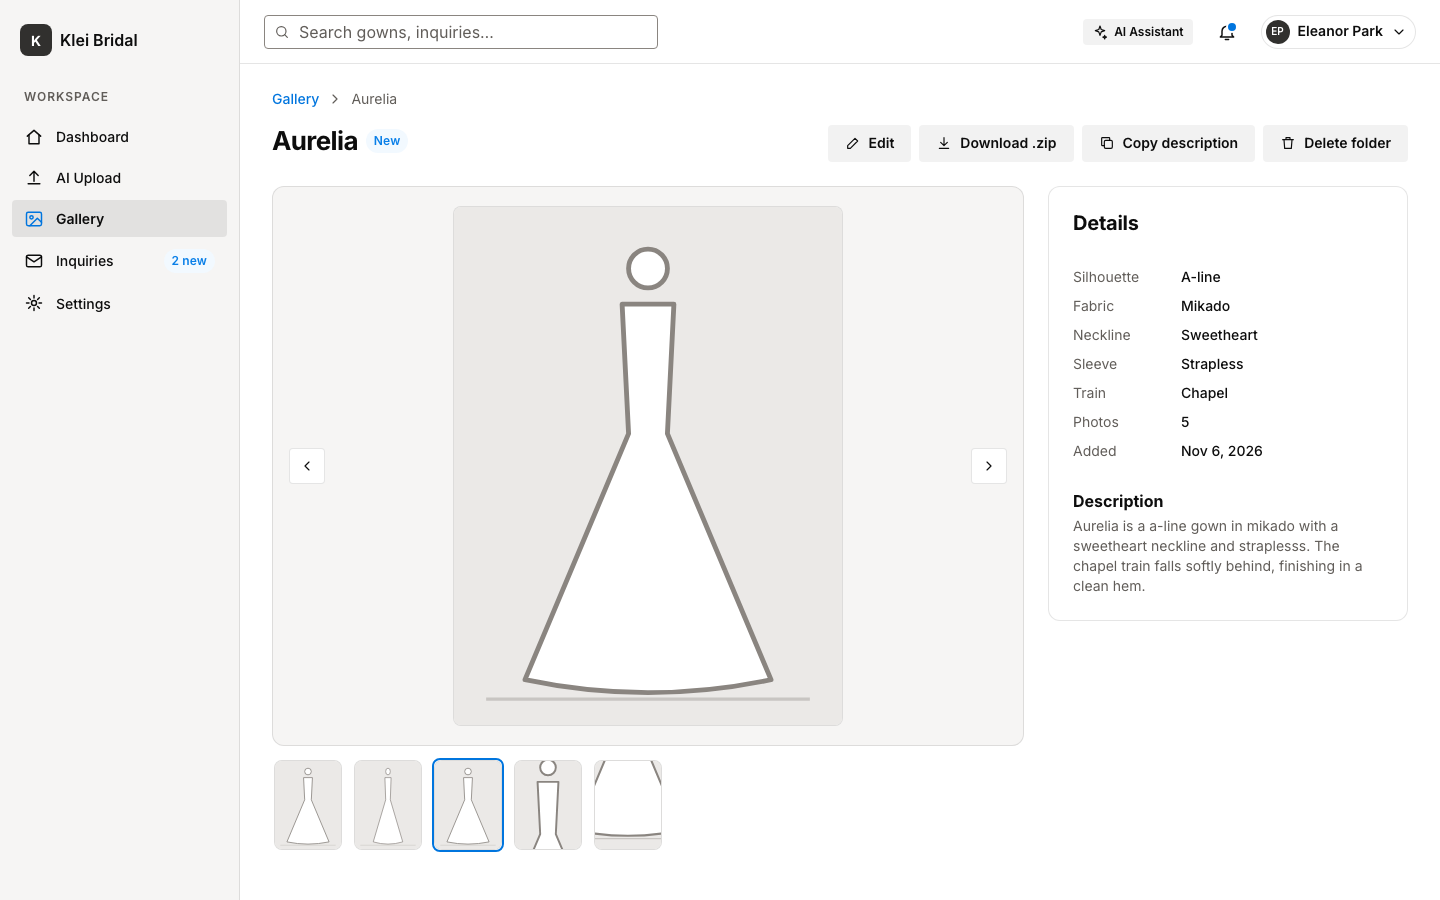 K Klei Bridal
Search gowns, inquiries...
AI Assistant
EP Eleanor Park
WORKSPACE
Dashboard
AI Upload
Gallery
Inquiries 2 new
Settings
Gallery > Aurelia
Aurelia New
Edit
Download .zip
Copy description
Delete folder
Details
Silhouette A-line
Fabric Mikado
Neckline Sweetheart
Sleeve Strapless
Train Chapel
Photos 5
Added Nov 6, 2026
Description
Aurelia is a a-line gown in mikado with a
sweetheart neckline and straplesss. The
chapel train falls softly behind, finishing in a
clean hem.